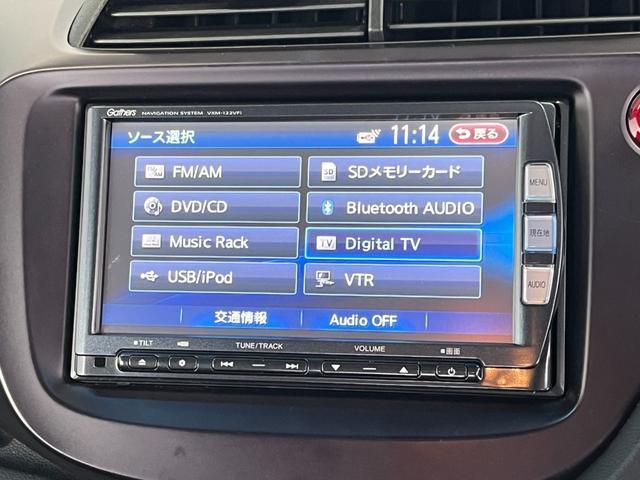 Gathers NAVIGATION SYSTEM VXM-122VFi
ソース選択 11:14 戻る
FM/AM
SD SDメモリーカード
DVD/CD
Bluetooth AUDIO
Music Rack
TV Digital TV
USB/iPod
VTR
交通情報
Audio OFF
MENU
現在地
AUDIO
TILT TUNE/TRACK VOLUME 画面